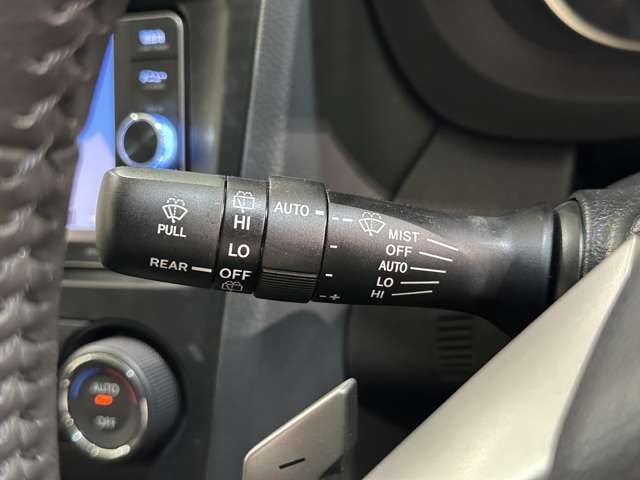 PULL
REAR
HI
LO
OFF
AUTO
- +
MIST
OFF
AUTO
LO
HI
AUTO
OFF
-